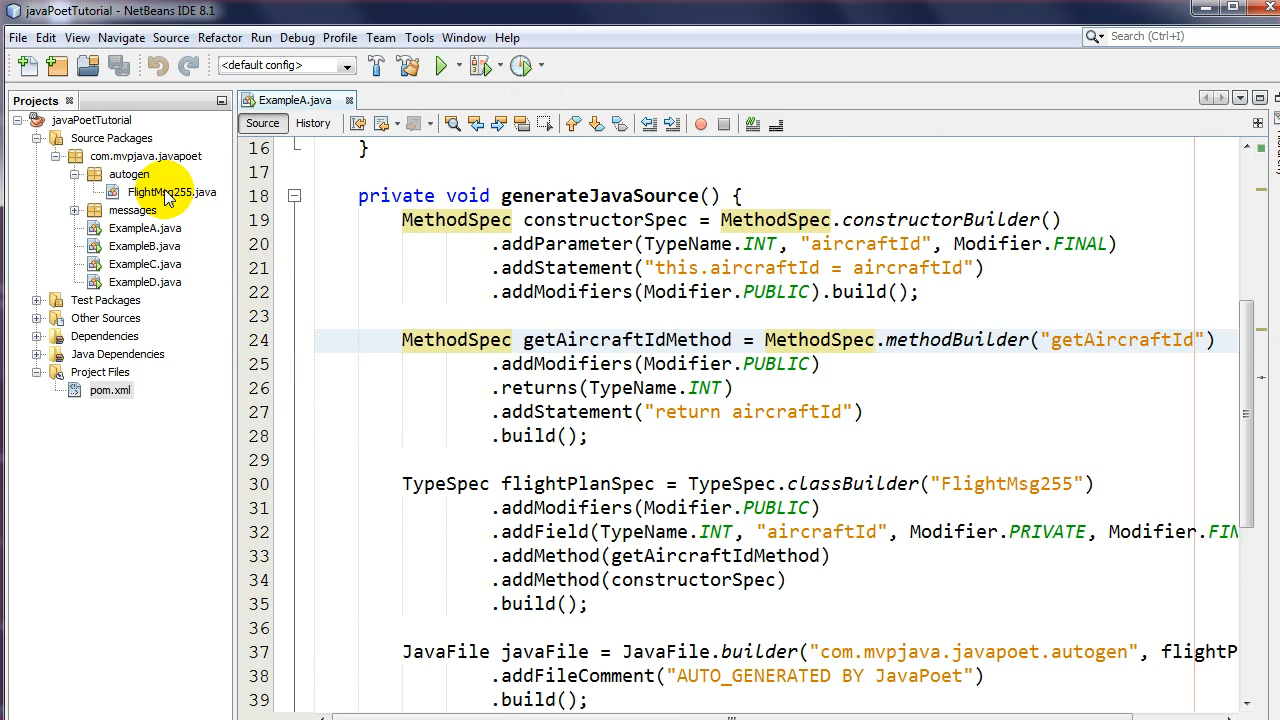 javaPoetTutorial - NetBeans IDE 8.1
File Edit View Navigate Source Refactor Run Debug Profile Team Tools Window Help
Search (Ctrl+I)
<default config>
Projects
ExampleA.java
Source History
javaPoetTutorial
Source Packages
com.mvpjava.javapoet
autogen
FlightMsg255.java
messages
ExampleA.java
ExampleB.java
ExampleC.java
ExampleD.java
Test Packages
Other Sources
Dependencies
Java Dependencies
Project Files
pom.xml
16 }
17
18 private void generateJavaSource() {
19 MethodSpec constructorSpec = MethodSpec.constructorBuilder()
20 .addParameter(TypeName.INT, "aircraftId", Modifier.FINAL)
21 .addStatement("this.aircraftId = aircraftId")
22 .addModifiers(Modifier.PUBLIC).build();
23
24 MethodSpec getAircraftIdMethod = MethodSpec.methodBuilder("getAircraftId")
25 .addModifiers(Modifier.PUBLIC)
26 .returns(TypeName.INT)
27 .addStatement("return aircraftId")
28 .build();
29
30 TypeSpec flightPlanSpec = TypeSpec.classBuilder("FlightMsg255")
31 .addModifiers(Modifier.PUBLIC)
32 .addField(TypeName.INT, "aircraftId", Modifier.PRIVATE, Modifier.FIN
33 .addMethod(getAircraftIdMethod)
34 .addMethod(constructorSpec)
35 .build();
36
37 JavaFile javaFile = JavaFile.builder("com.mvpjava.javapoet.autogen", flightP
38 .addFileComment("AUTO_GENERATED BY JavaPoet")
39 .build();